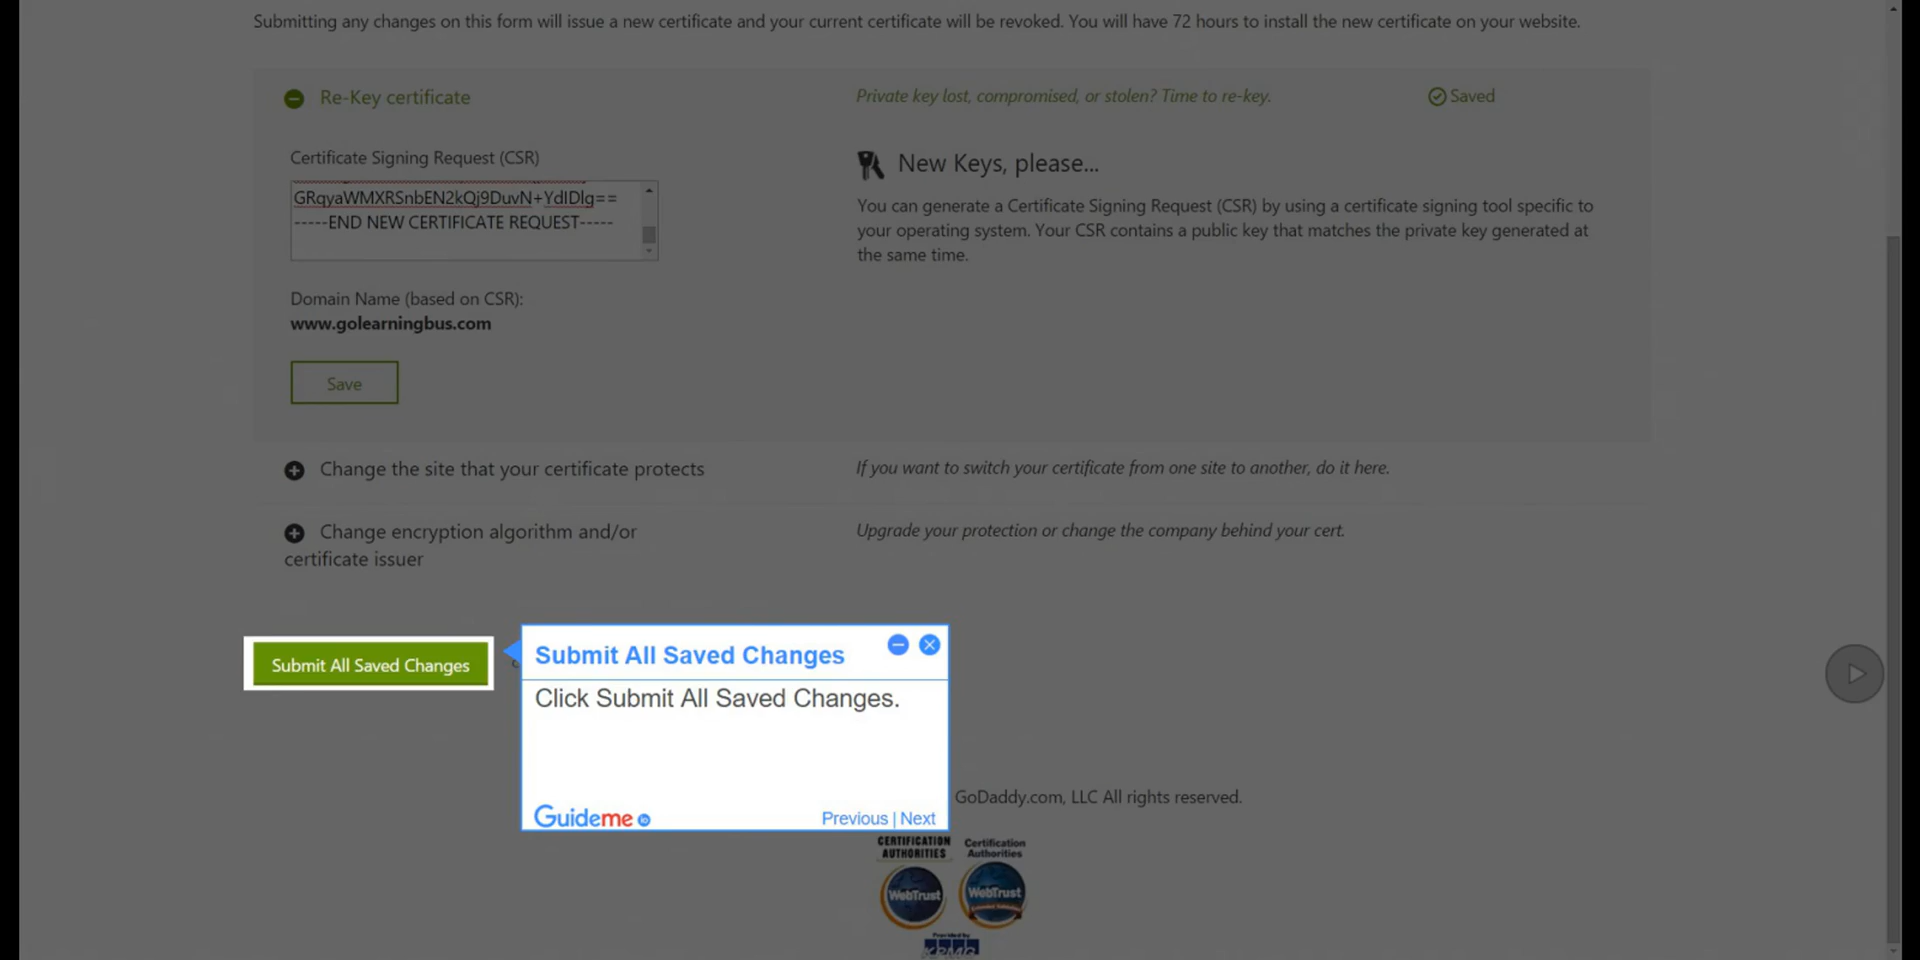 Submitting any changes on this form will issue a new certificate and your current certificate will be revoked. You will have 72 hours to install the new certificate on your website.
Re-Key certificate
Private key lost, compromised, or stolen? Time to re-key.
Saved
Certificate Signing Request (CSR)
GRqyaWMXRSnbEN2kQj9DuvN+YdIDlg==
-----END NEW CERTIFICATE REQUEST-----
New Keys, please...
You can generate a Certificate Signing Request (CSR) by using a certificate signing tool specific to
your operating system. Your CSR contains a public key that matches the private key generated at
the same time.
Domain Name (based on CSR):
www.golearningbus.com
Save
Change the site that your certificate protects
If you want to switch your certificate from one site to another, do it here.
Change encryption algorithm and/or
certificate issuer
Upgrade your protection or change the company behind your cert.
Submit All Saved Changes
Submit All Saved Changes
Click Submit All Saved Changes.
Guideme
Previous | Next
GoDaddy.com, LLC All rights reserved.
CERTIFICATION
AUTHORITIES
WebTrust
Certification
Authorities
WebTrust
Provided by
KPMG